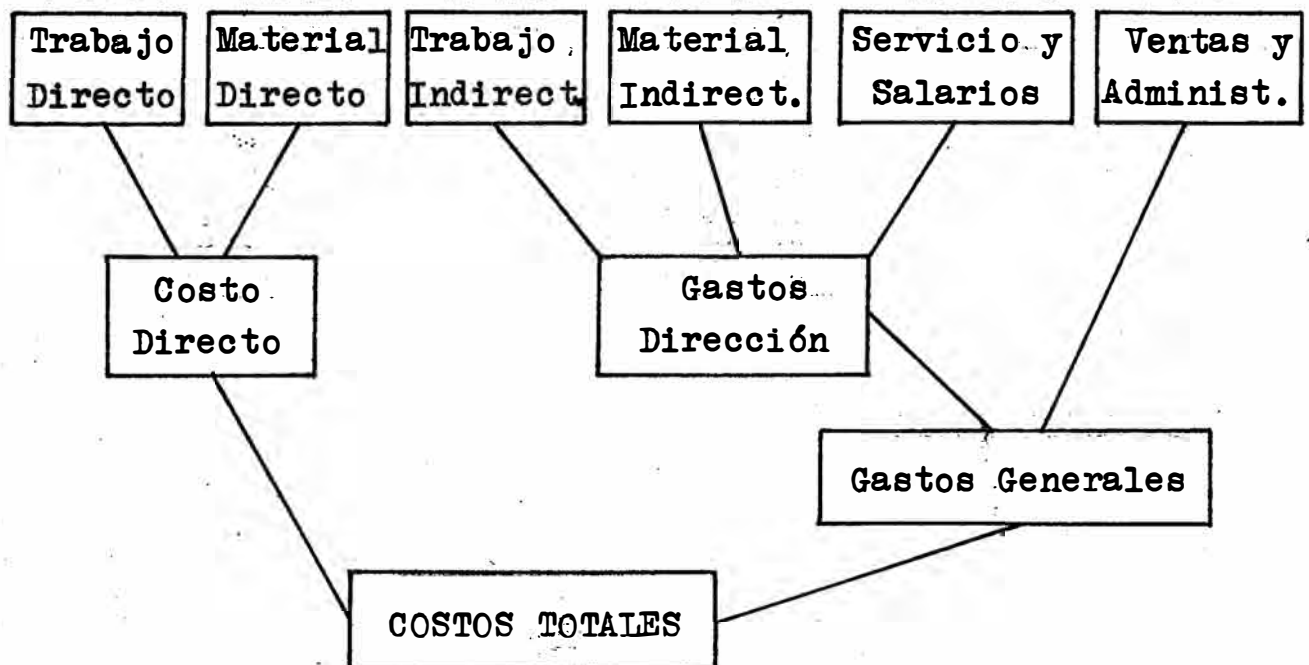 Trabajo
Directo
Material
Directo
Trabajo
Indirect.
Material
Indirect.
Servicio y
Salarios
Ventas y
Administ.
Costo
Directo
Gastos
Dirección
Gastos Generales
COSTOS TOTALES